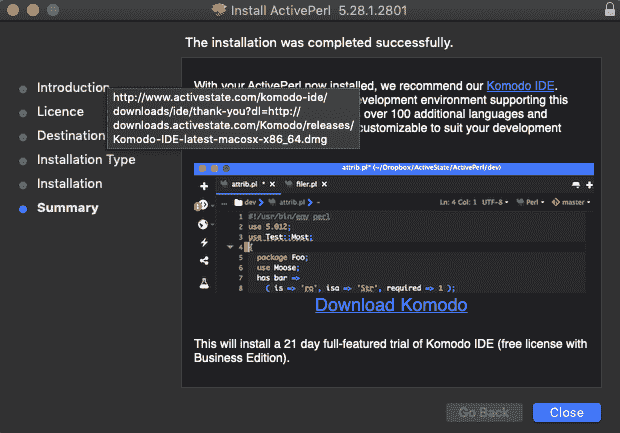 Install ActivePerl 5.28.1.2801
The installation was completed successfully.
Introduction
Licence
Destination
Installation Type
Installation
Summary
With your ActivePerl now installed, we recommend our Komodo IDE.
velopment environment supporting this
over 100 additional languages and
customizable to suit your development
http://www.activestate.com/komodo-ide/
downloads/ide/thank-you?dl=http://
downloads.activestate.com/Komodo/releases/
Komodo-IDE-latest-macosx-x86_64.dmg
attrib.pl* (~/Dropbox/ActiveState/ActivePerl/dev)
attrib.pl * × filer.pl ×
... dev > attrib.pl > - Ln: 4 Col: 1 UTF-8 Perl master
1 #!/usr/bin/env perl
2 use 5.012;
3 use Test::Most;
4 {
5 package Foo;
6 use Moose;
7 has bar =>
8 ( is => 'ro', isa => 'Str', required => 1 );
Download Komodo
This will install a 21 day full-featured trial of Komodo IDE (free license with
Business Edition).
Go Back Close